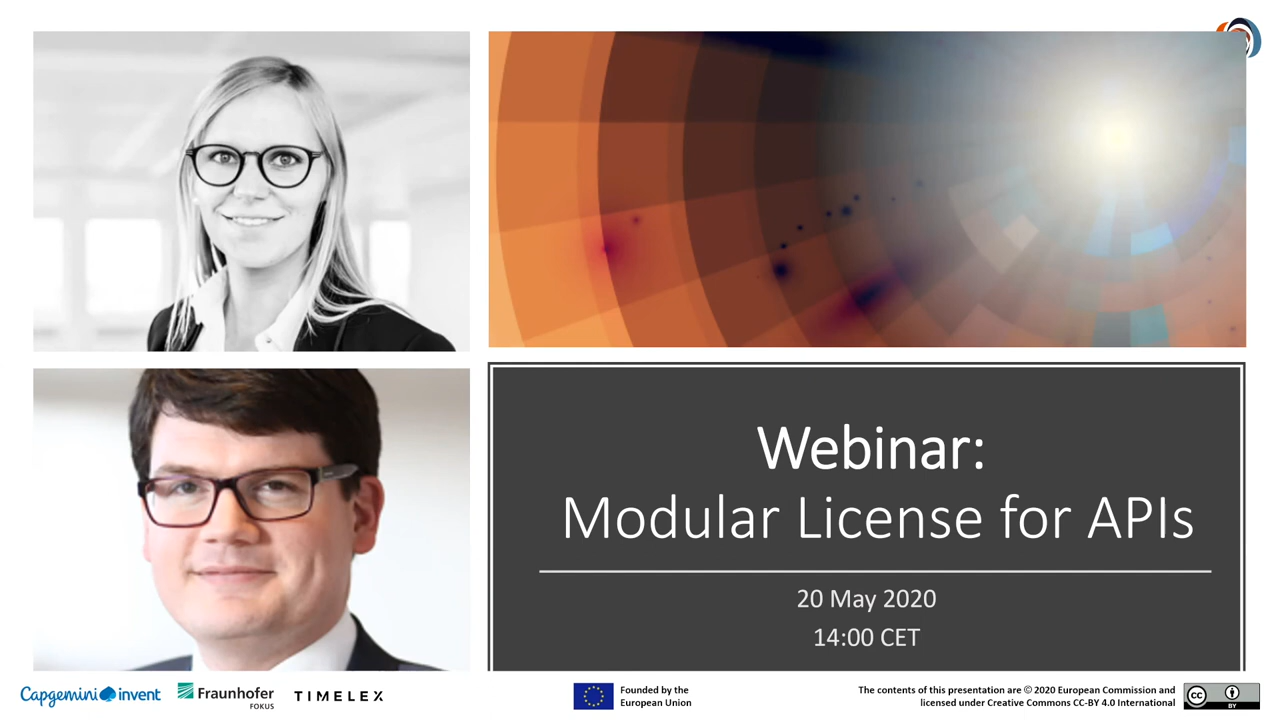 Webinar:
Modular License for APIs
20 May 2020
14:00 CET
Capgemini invent
Fraunhofer
FOKUS
TIMELEX
Founded by the
European Union
The contents of this presentation are © 2020 European Commission and
licensed under Creative Commons CC-BY 4.0 International
cc
BY